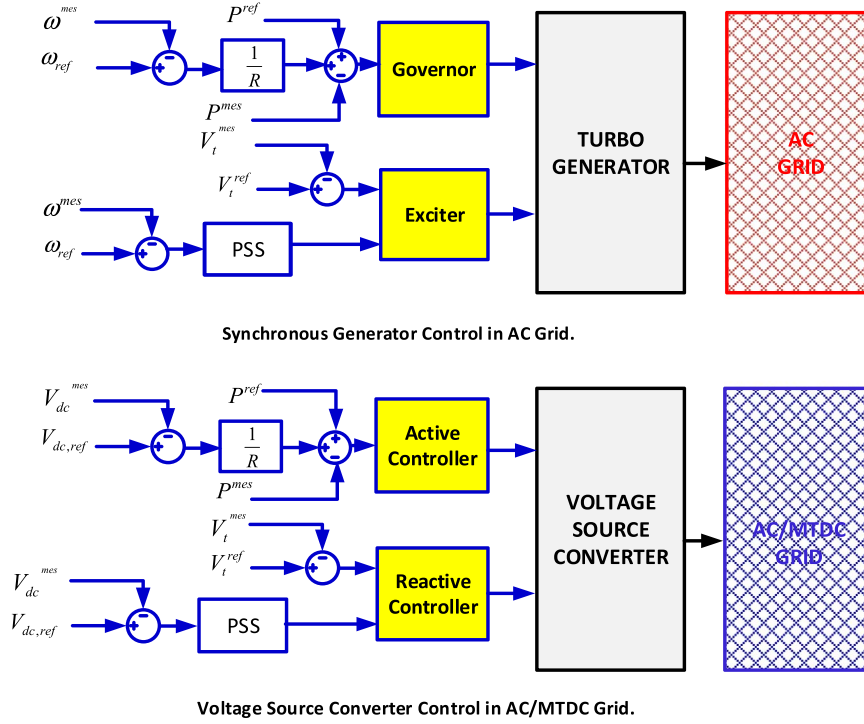 ω^mes
P^ref
ω_ref
1/R
Governor
P^mes
V_t^mes
TURBO
GENERATOR
AC
GRID
V_t^ref
Exciter
ω^mes
ω_ref
PSS
Synchronous Generator Control in AC Grid.
V_dc^mes
P^ref
V_dc,ref
1/R
Active
Controller
P^mes
V_t^mes
VOLTAGE
SOURCE
CONVERTER
AC/MTDC
GRID
V_t^ref
Reactive
Controller
V_dc^mes
V_dc,ref
PSS
Voltage Source Converter Control in AC/MTDC Grid.